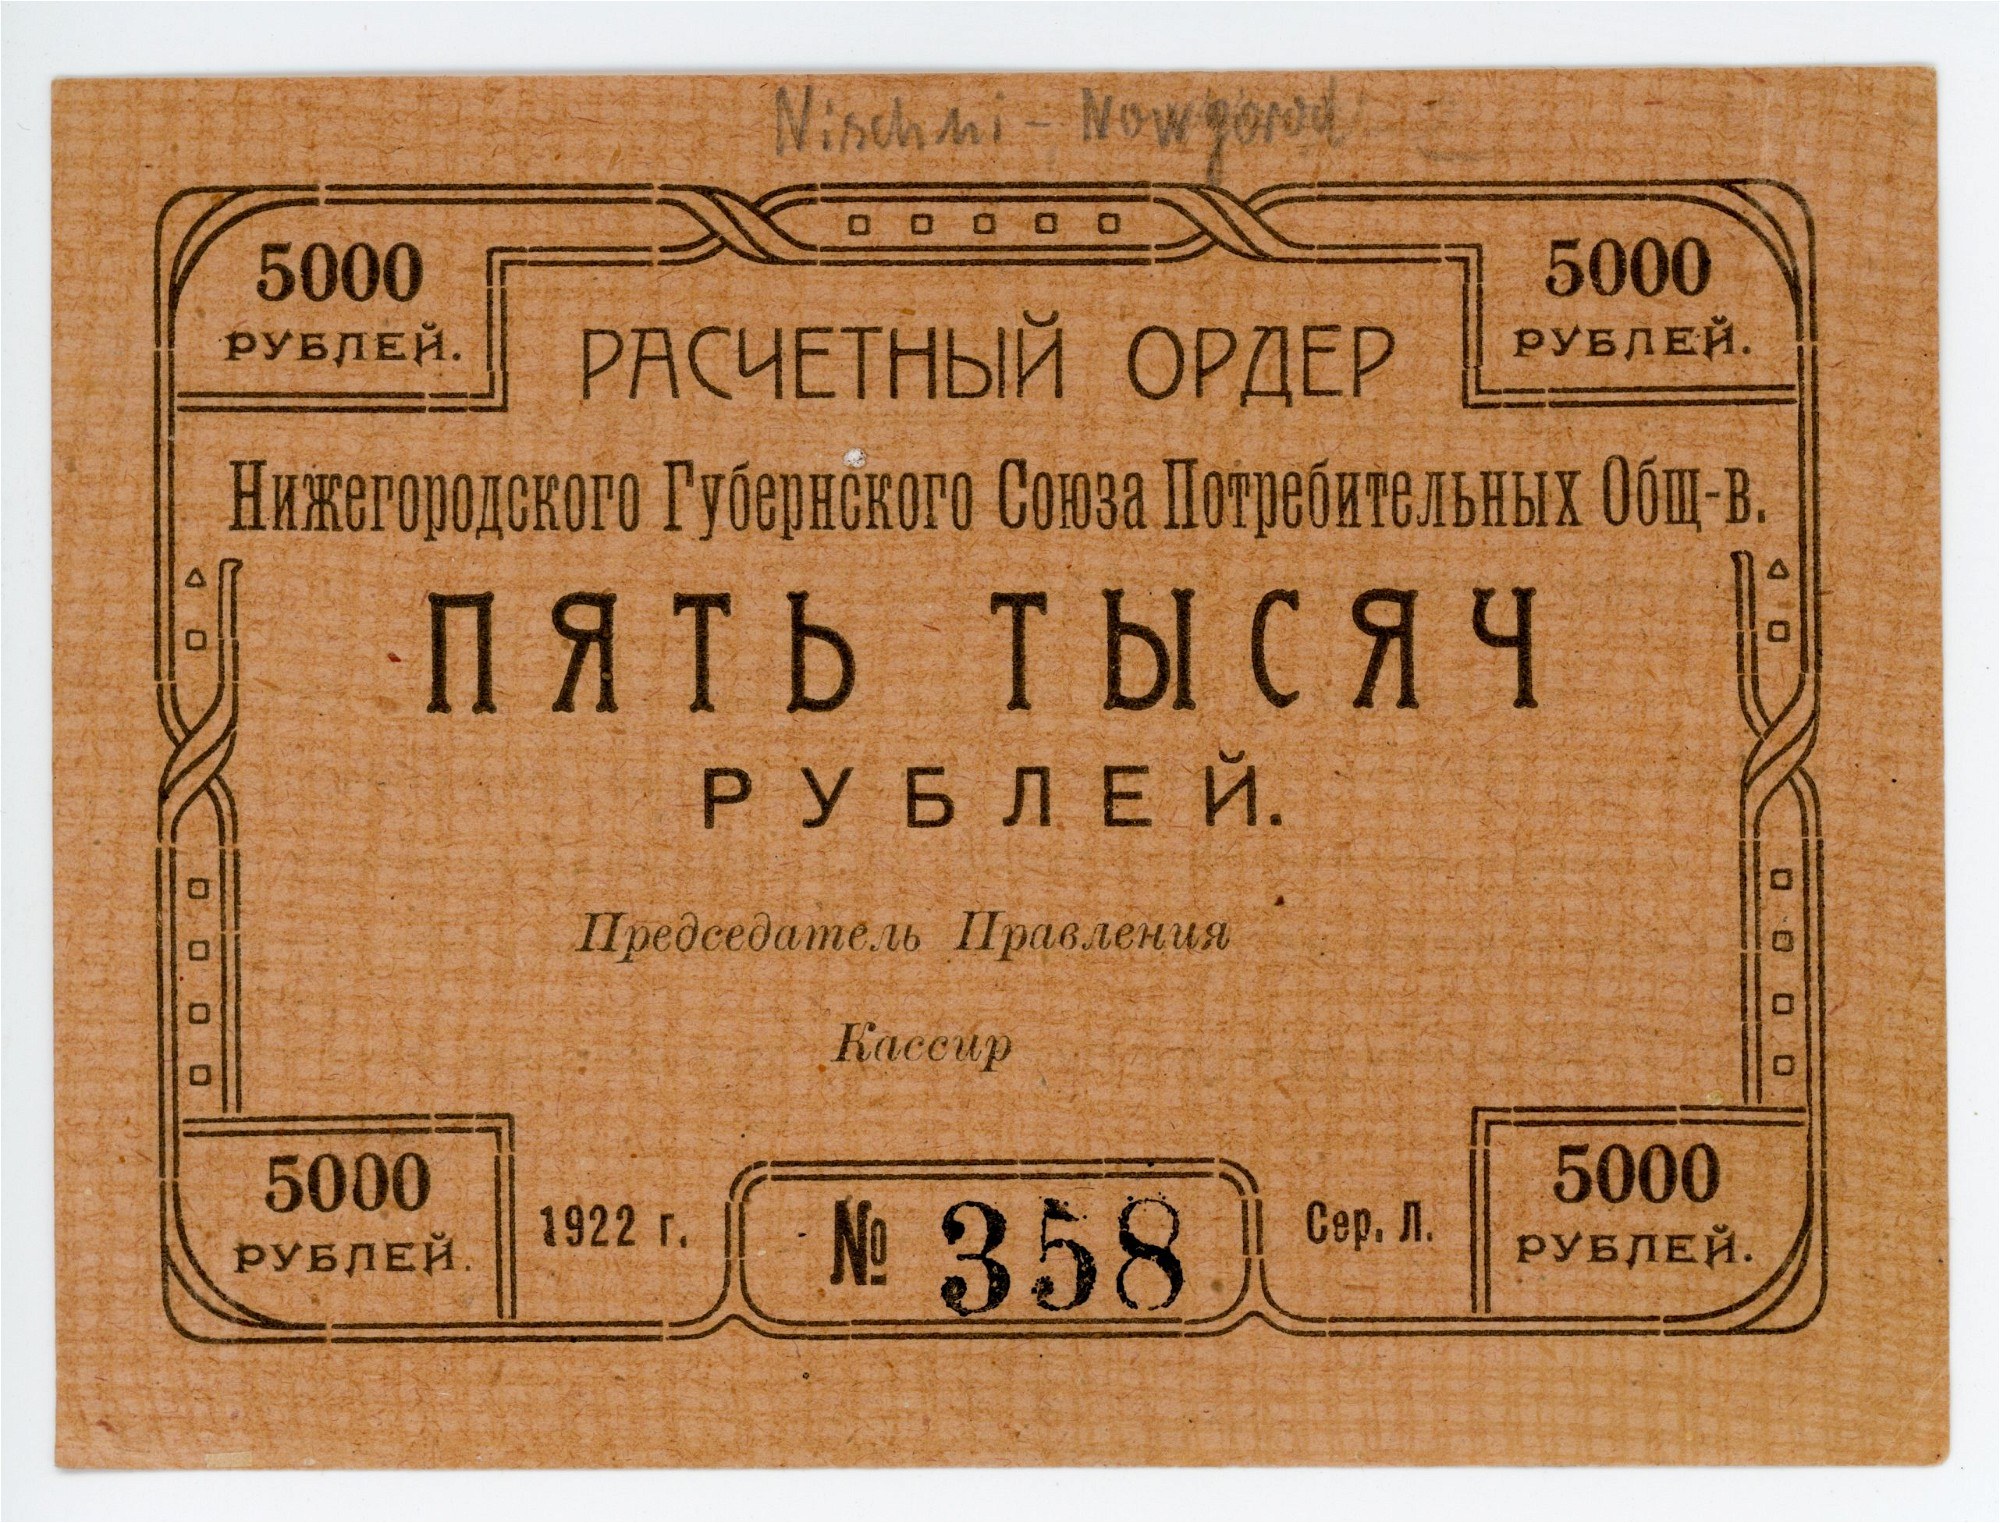 Nischni - Nowgorod
5000
РУБЛЕЙ.
5000
РУБЛЕЙ.
РАСЧЕТНЫЙ ОРДЕР
Нижегородского Губернского Союза Потребительных Общ-в.
ПЯТЬ ТЫСЯЧ
РУБЛЕЙ.
Председатель Правления
Кассир
5000
РУБЛЕЙ.
1922 г.
№ 358
Сер. Л.
5000
РУБЛЕЙ.